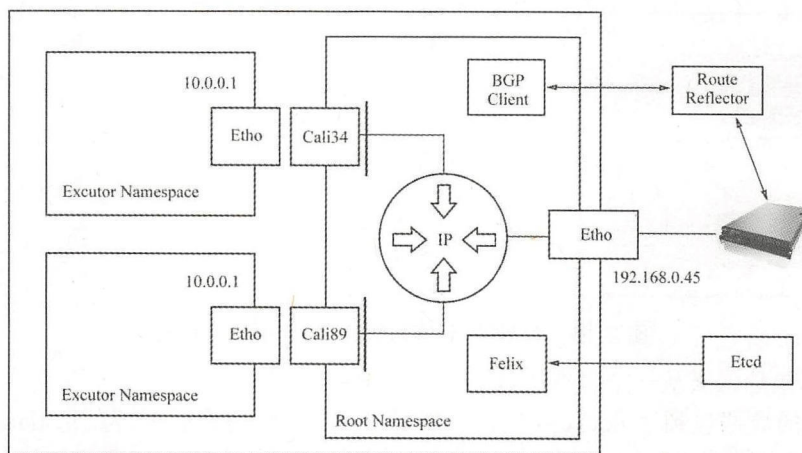 10.0.0.1
Etho
Excutor Namespace
Cali34
BGP
Client
Route
Reflector
IP
Etho
192.168.0.45
10.0.0.1
Etho
Excutor Namespace
Cali89
Felix
Etcd
Root Namespace